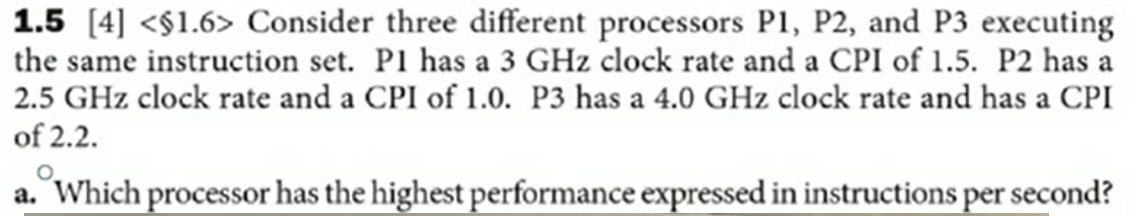 1.5 [4] <§1.6> Consider three different processors P1, P2, and P3 executing
the same instruction set. P1 has a 3 GHz clock rate and a CPI of 1.5. P2 has a
2.5 GHz clock rate and a CPI of 1.0. P3 has a 4.0 GHz clock rate and has a CPI
of 2.2.
a. Which processor has the highest performance expressed in instructions per second?